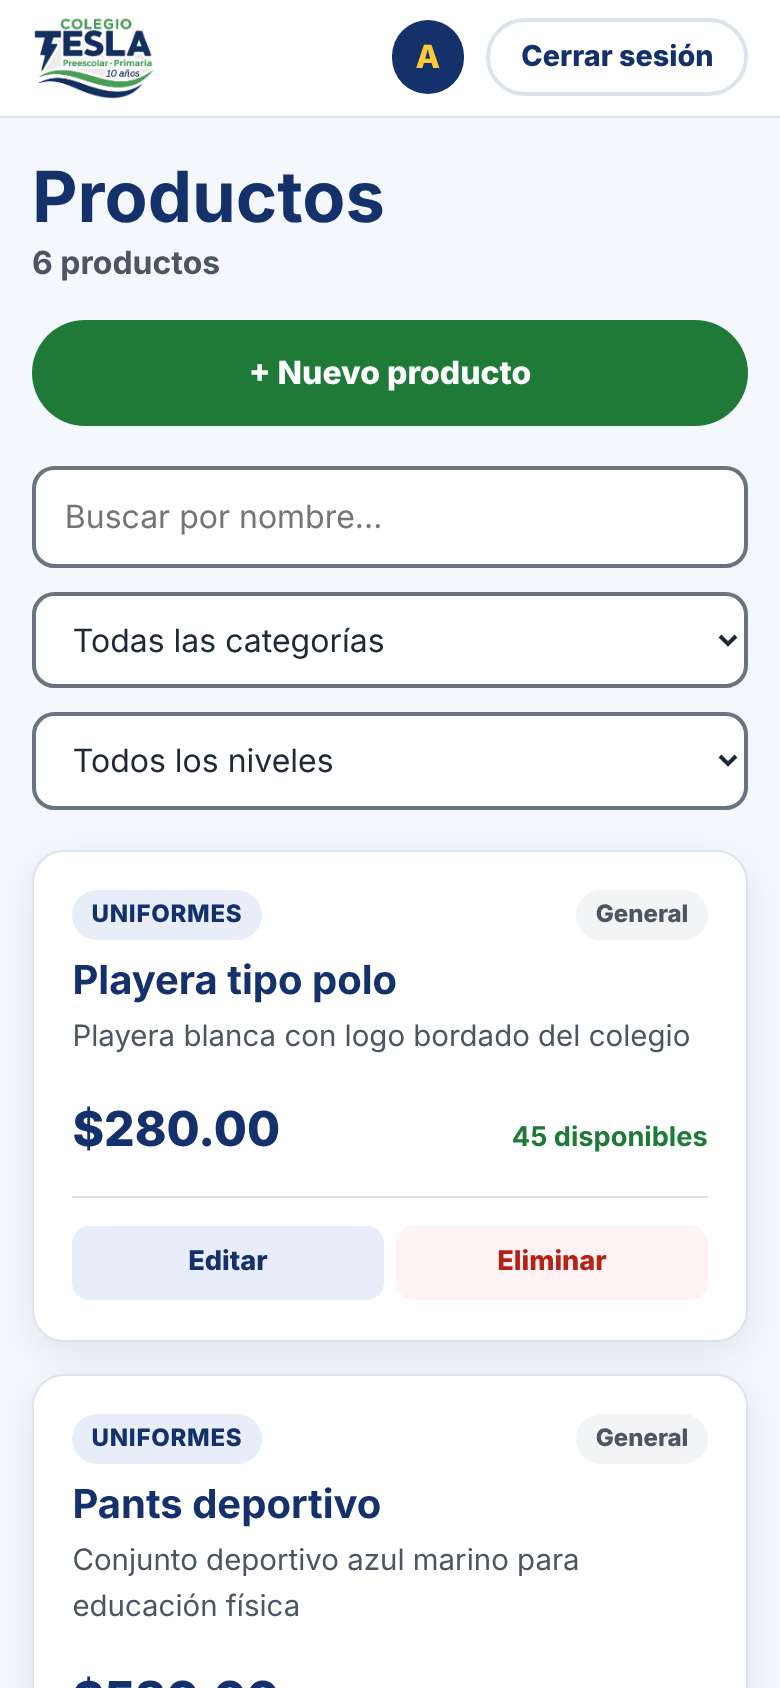 COLEGIO
TESLA
Preescolar · Primaria
10 años
A
Cerrar sesión
Productos
6 productos
+ Nuevo producto
Buscar por nombre...
Todas las categorías
Todos los niveles
UNIFORMES
General
Playera tipo polo
Playera blanca con logo bordado del colegio
$280.00
45 disponibles
Editar
Eliminar
UNIFORMES
General
Pants deportivo
Conjunto deportivo azul marino para
educación física